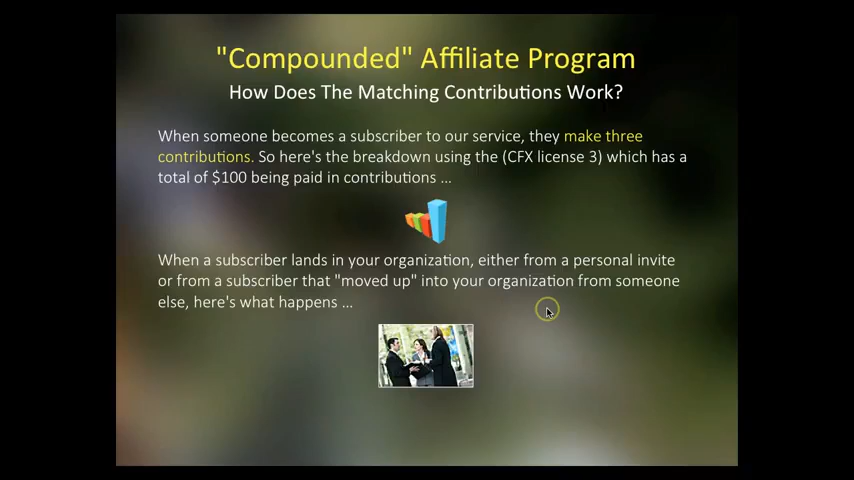 "Compounded" Affiliate Program
How Does The Matching Contributions Work?
When someone becomes a subscriber to our service, they make three
contributions. So here's the breakdown using the (CFX license 3) which has a
total of $100 being paid in contributions ...
When a subscriber lands in your organization, either from a personal invite
or from a subscriber that "moved up" into your organization from someone
else, here's what happens ...